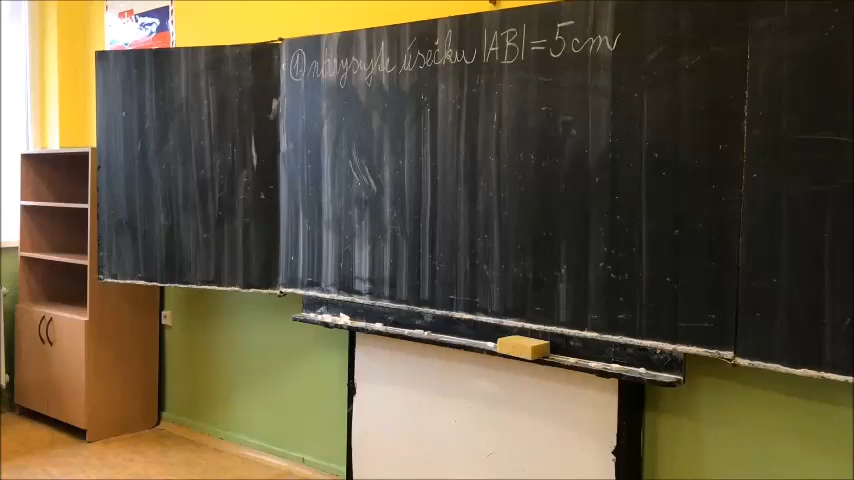 ① narysujte úsečku |AB| = 5cm